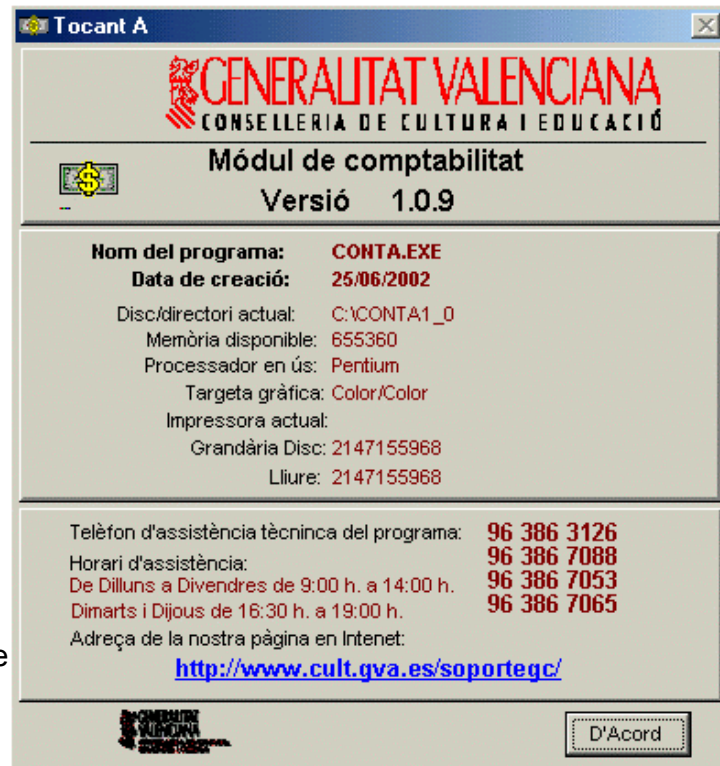 Tocant A
GENERALITAT VALENCIANA
CONSELLERIA DE CULTURA I EDUCACIÓ
Módul de comptabilitat
Versió 1.0.9
Nom del programa: CONTA.EXE
Data de creació: 25/06/2002
Disc/directori actual: C:\CONTA1_0
Memòria disponible: 655360
Processador en ús: Pentium
Targeta gràfica: Color/Color
Impressora actual:
Grandària Disc: 2147155968
Lliure: 2147155968
Telèfon d'assistència tècninca del programa: 96 386 3126
96 386 7088
Horari d'assistència:
De Dilluns a Divendres de 9:00 h. a 14:00 h. 96 386 7053
Dimarts i Dijous de 16:30 h. a 19:00 h. 96 386 7065
Adreça de la nostra pàgina en Intenet:
e
http://www.cult.gva.es/soportegc/
GENERALITAT
VALENCIANA
D'Acord